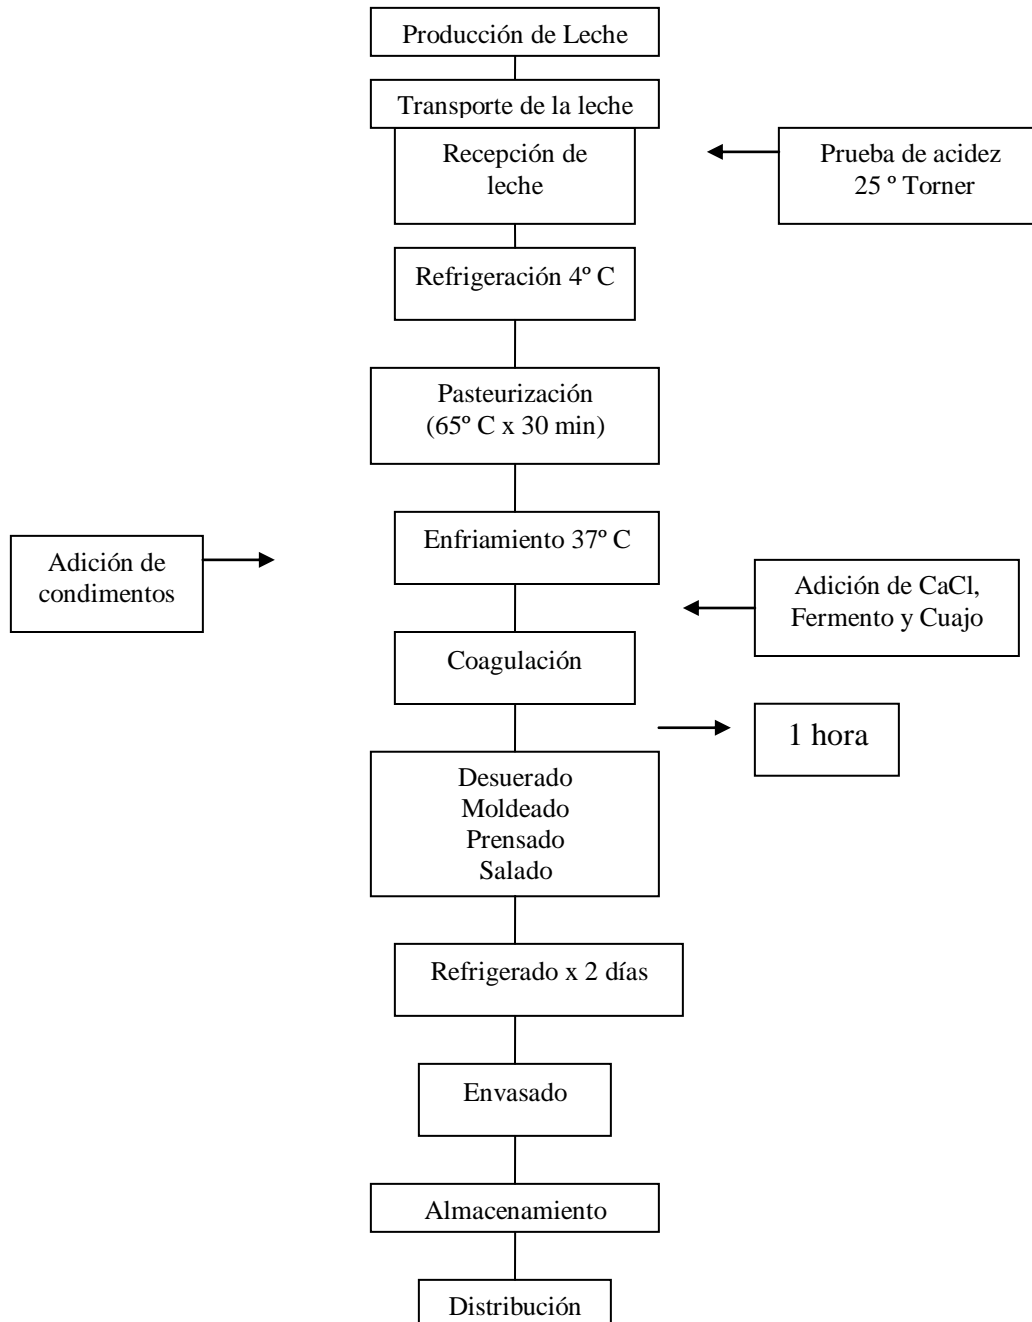 Producción de Leche
Transporte de la leche
Recepción de
leche
Prueba de acidez
25 º Torner
Refrigeración 4º C
Pasteurización
(65º C x 30 min)
Enfriamiento 37º C
Adición de
condimentos
Adición de CaCl,
Fermento y Cuajo
Coagulación
1 hora
Desuerado
Moldeado
Prensado
Salado
Refrigerado x 2 días
Envasado
Almacenamiento
Distribución